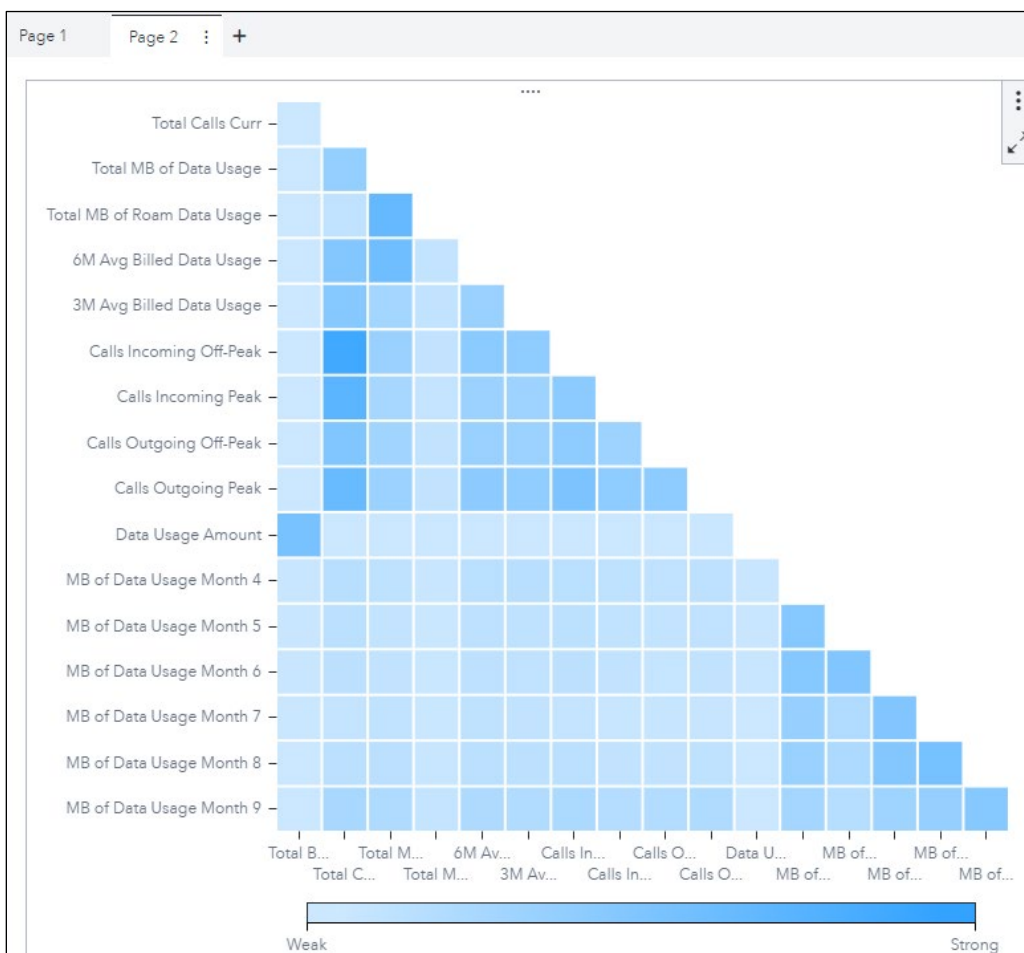 Page 1
Page 2
Total Calls Curr
Total MB of Data Usage
Total MB of Roam Data Usage
6M Avg Billed Data Usage
3M Avg Billed Data Usage
Calls Incoming Off-Peak
Calls Incoming Peak
Calls Outgoing Off-Peak
Calls Outgoing Peak
Data Usage Amount
MB of Data Usage Month 4
MB of Data Usage Month 5
MB of Data Usage Month 6
MB of Data Usage Month 7
MB of Data Usage Month 8
MB of Data Usage Month 9
Total B... Total M... 6M Av... Calls In... Calls O... Data U... MB of... MB of...
Total C... Total M... 3M Av... Calls In... Calls O... MB of... MB of... MB of...
Weak Strong